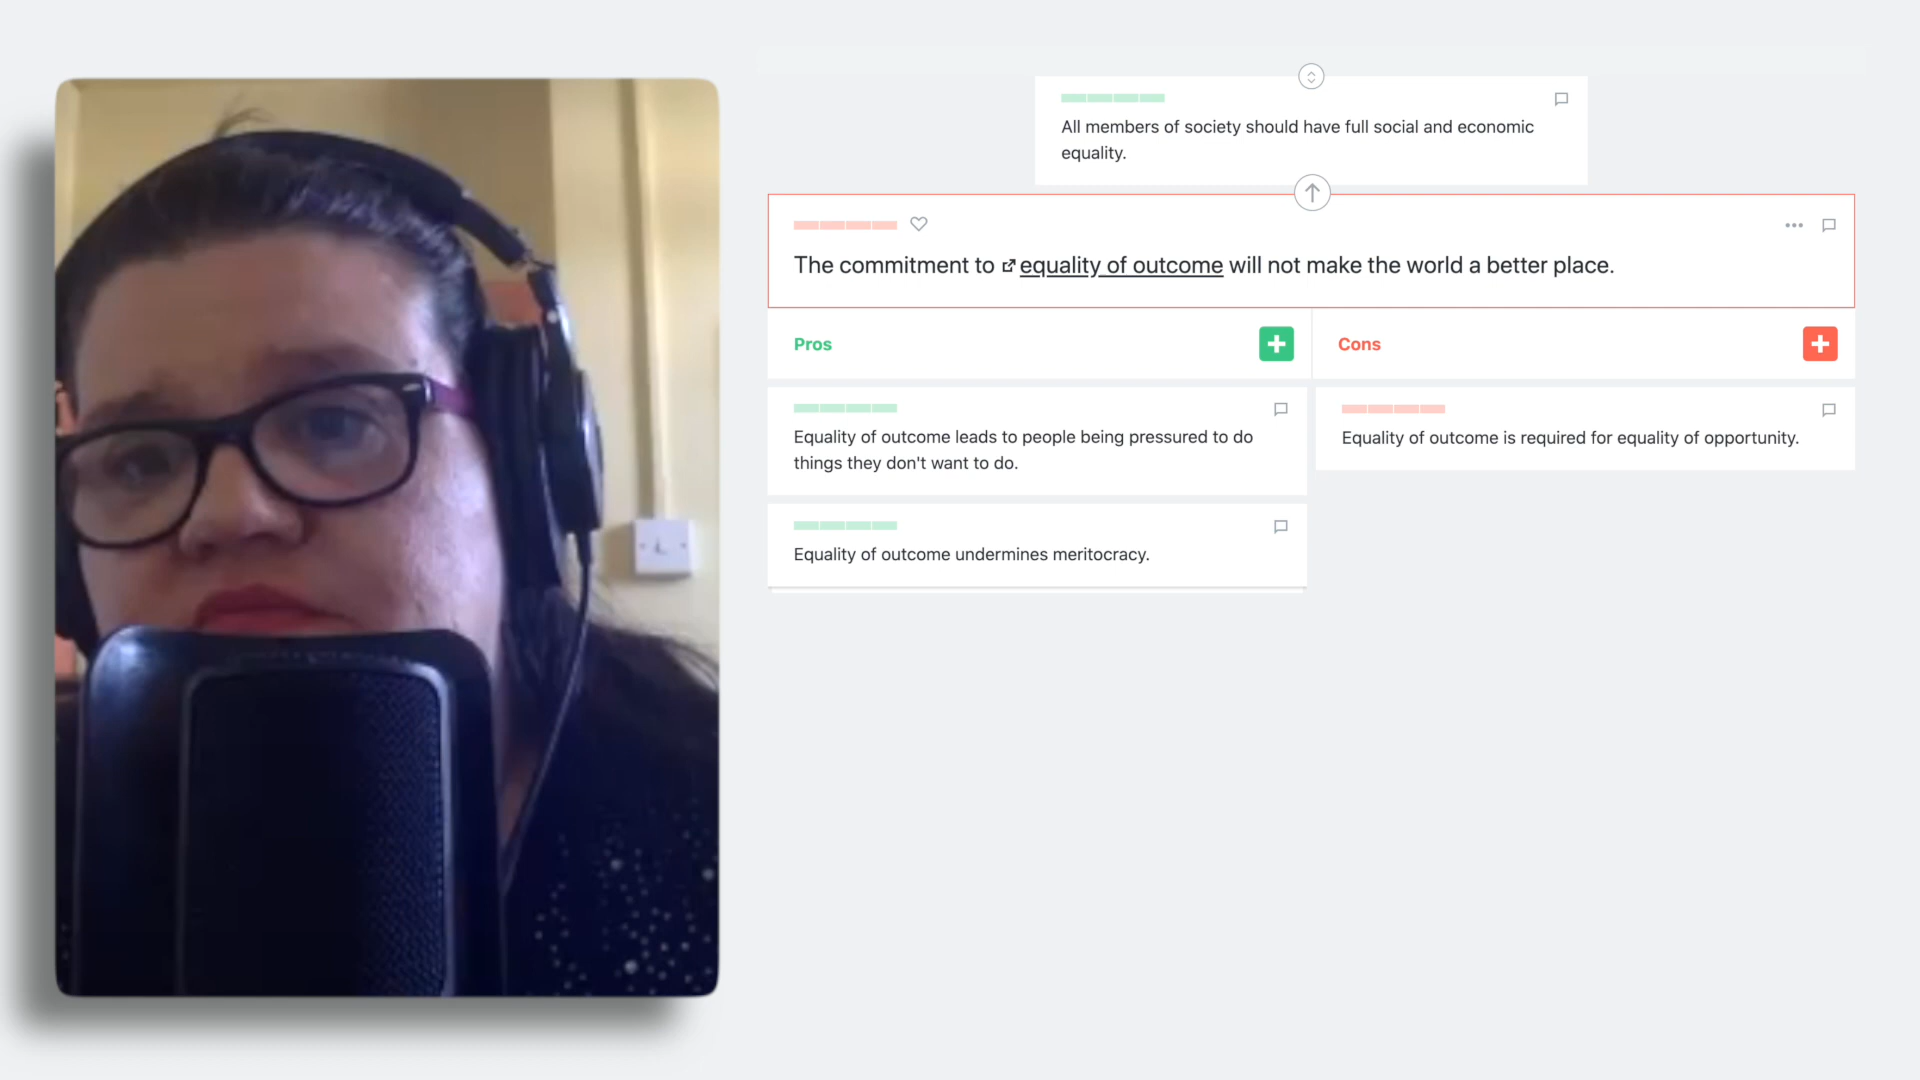 All members of society should have full social and economic
equality.
The commitment to equality of outcome will not make the world a better place.
Pros
Cons
Equality of outcome leads to people being pressured to do
things they don't want to do.
Equality of outcome is required for equality of opportunity.
Equality of outcome undermines meritocracy.